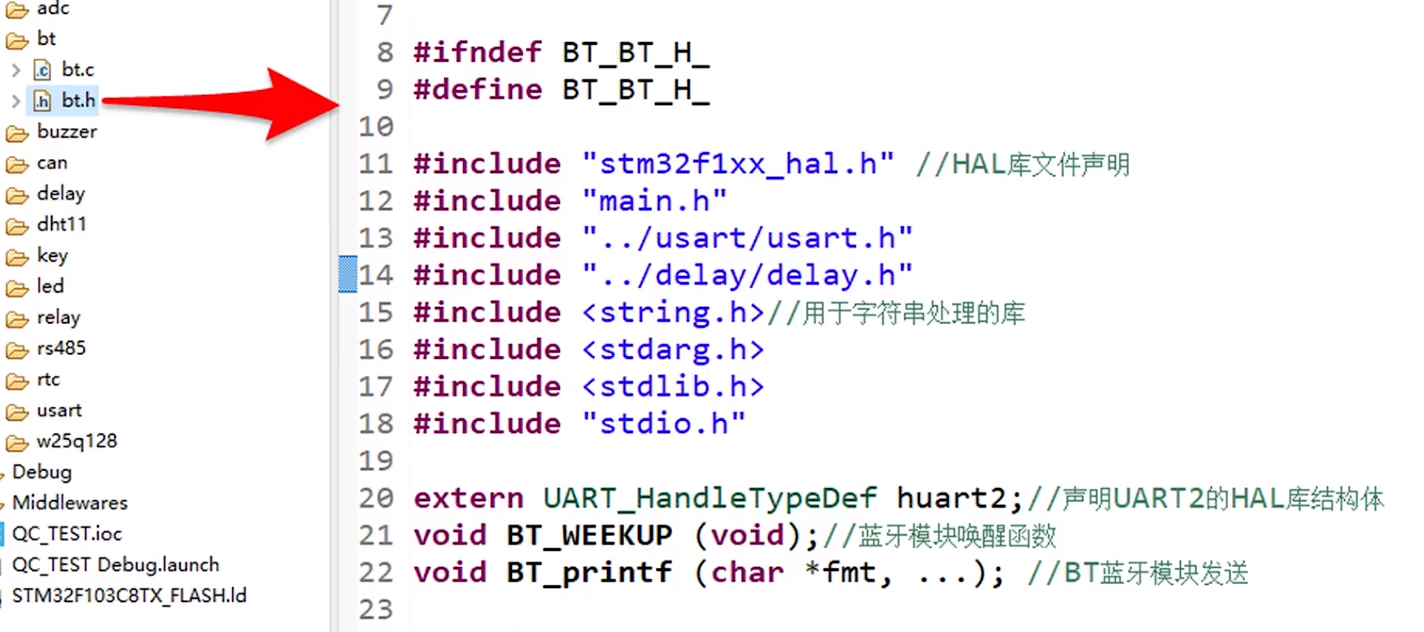 adc
bt
bt.c
bt.h
buzzer
can
delay
dht11
key
led
relay
rs485
rtc
usart
w25q128
Debug
Middlewares
QC_TEST.ioc
QC_TEST Debug.launch
STM32F103C8TX_FLASH.ld
7
8 #ifndef BT_BT_H_
9 #define BT_BT_H_
10
11 #include "stm32f1xx_hal.h" //HAL库文件声明
12 #include "main.h"
13 #include "../usart/usart.h"
14 #include "../delay/delay.h"
15 #include <string.h>//用于字符串处理的库
16 #include <stdarg.h>
17 #include <stdlib.h>
18 #include "stdio.h"
19
20 extern UART_HandleTypeDef huart2;//声明UART2的HAL库结构体
21 void BT_WEEKUP (void);//蓝牙模块唤醒函数
22 void BT_printf (char *fmt, ...); //BT蓝牙模块发送
23